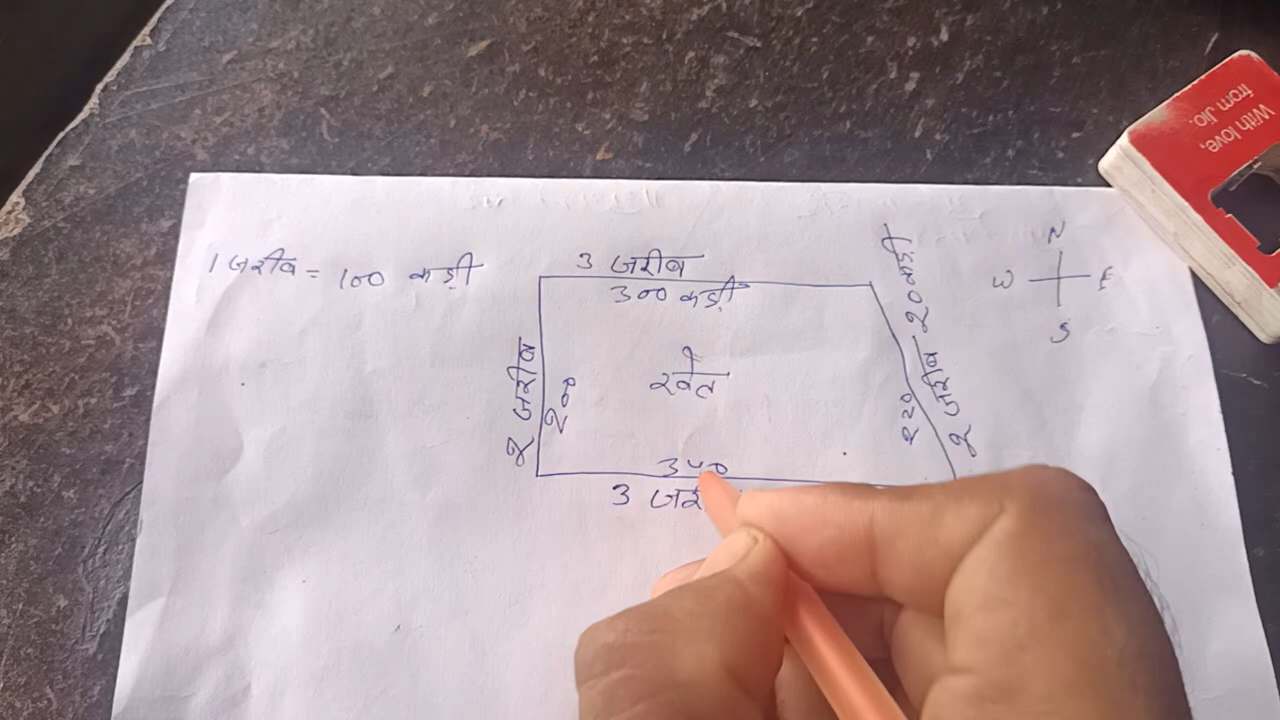 1 जरीब = 100 कड़ी
3 जरीब
300 कड़ी
2 जरीब
200
खेत
220
2 जरीब 20 कड़ी
3 जरी
N
W E
S
With love,
from Jio.